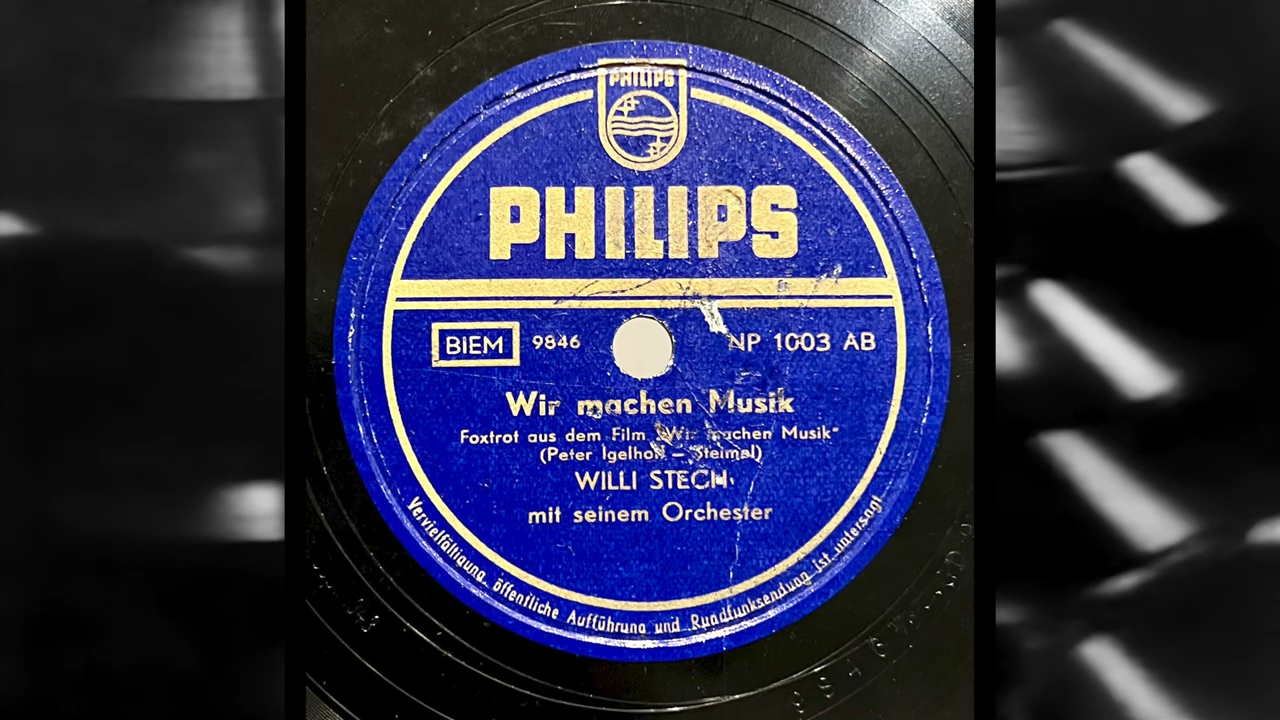 PHILIPS
PHILIPS
BIEM 9846 NP 1003 AB
Wir machen Musik
Foxtrot aus dem Film „Wir machen Musik"
(Peter Igelhoff – Steimel)
WILLI STECH
mit seinem Orchester
Vervielfältigung, öffentliche Aufführung und Rundfunksendung ist untersagt